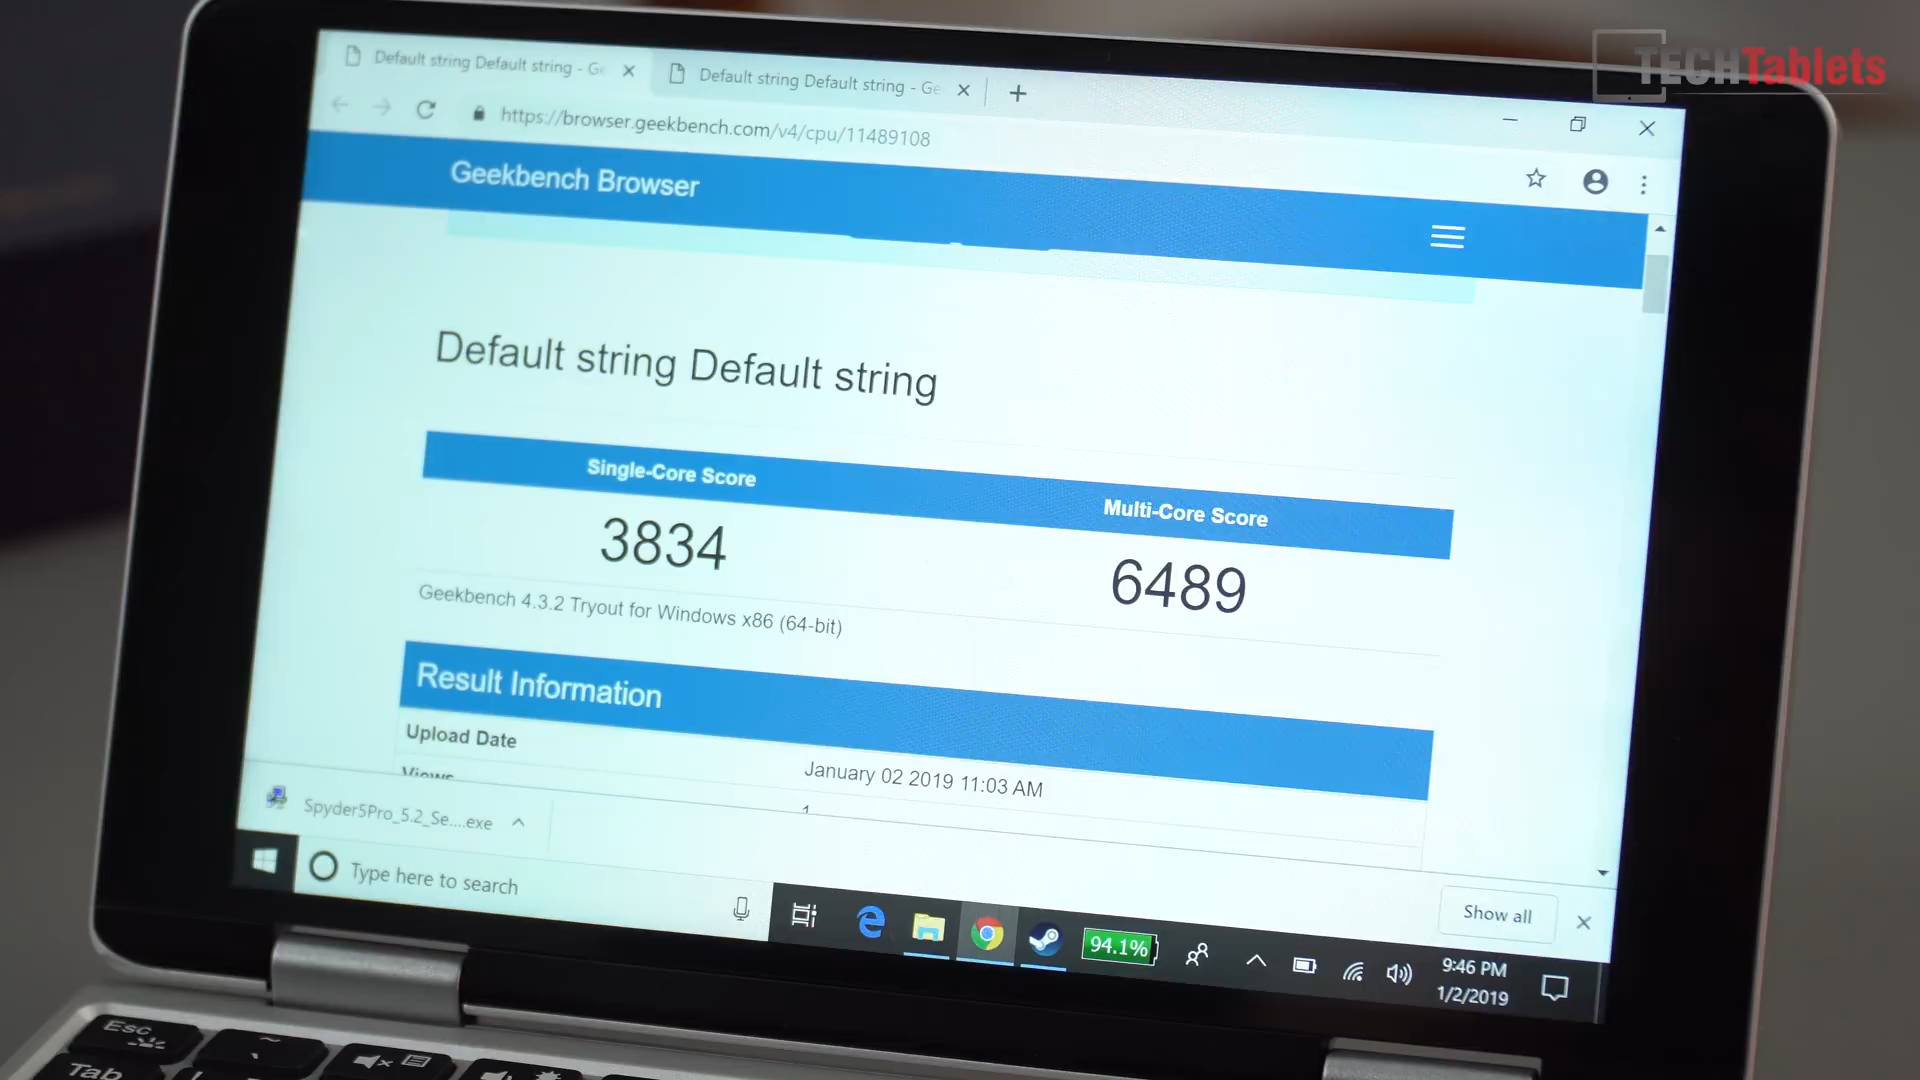 TECHTablets
Default string Default string - Ge
Default string Default string - Ge
https://browser.geekbench.com/v4/cpu/11489108
Geekbench Browser
Default string Default string
Single-Core Score
Multi-Core Score
3834
6489
Geekbench 4.3.2 Tryout for Windows x86 (64-bit)
Result Information
Upload Date
January 02 2019 11:03 AM
Views
1
Spyder5Pro_5.2_Se....exe
Show all
Type here to search
94.1%
9:46 PM
1/2/2019
Esc
Tab